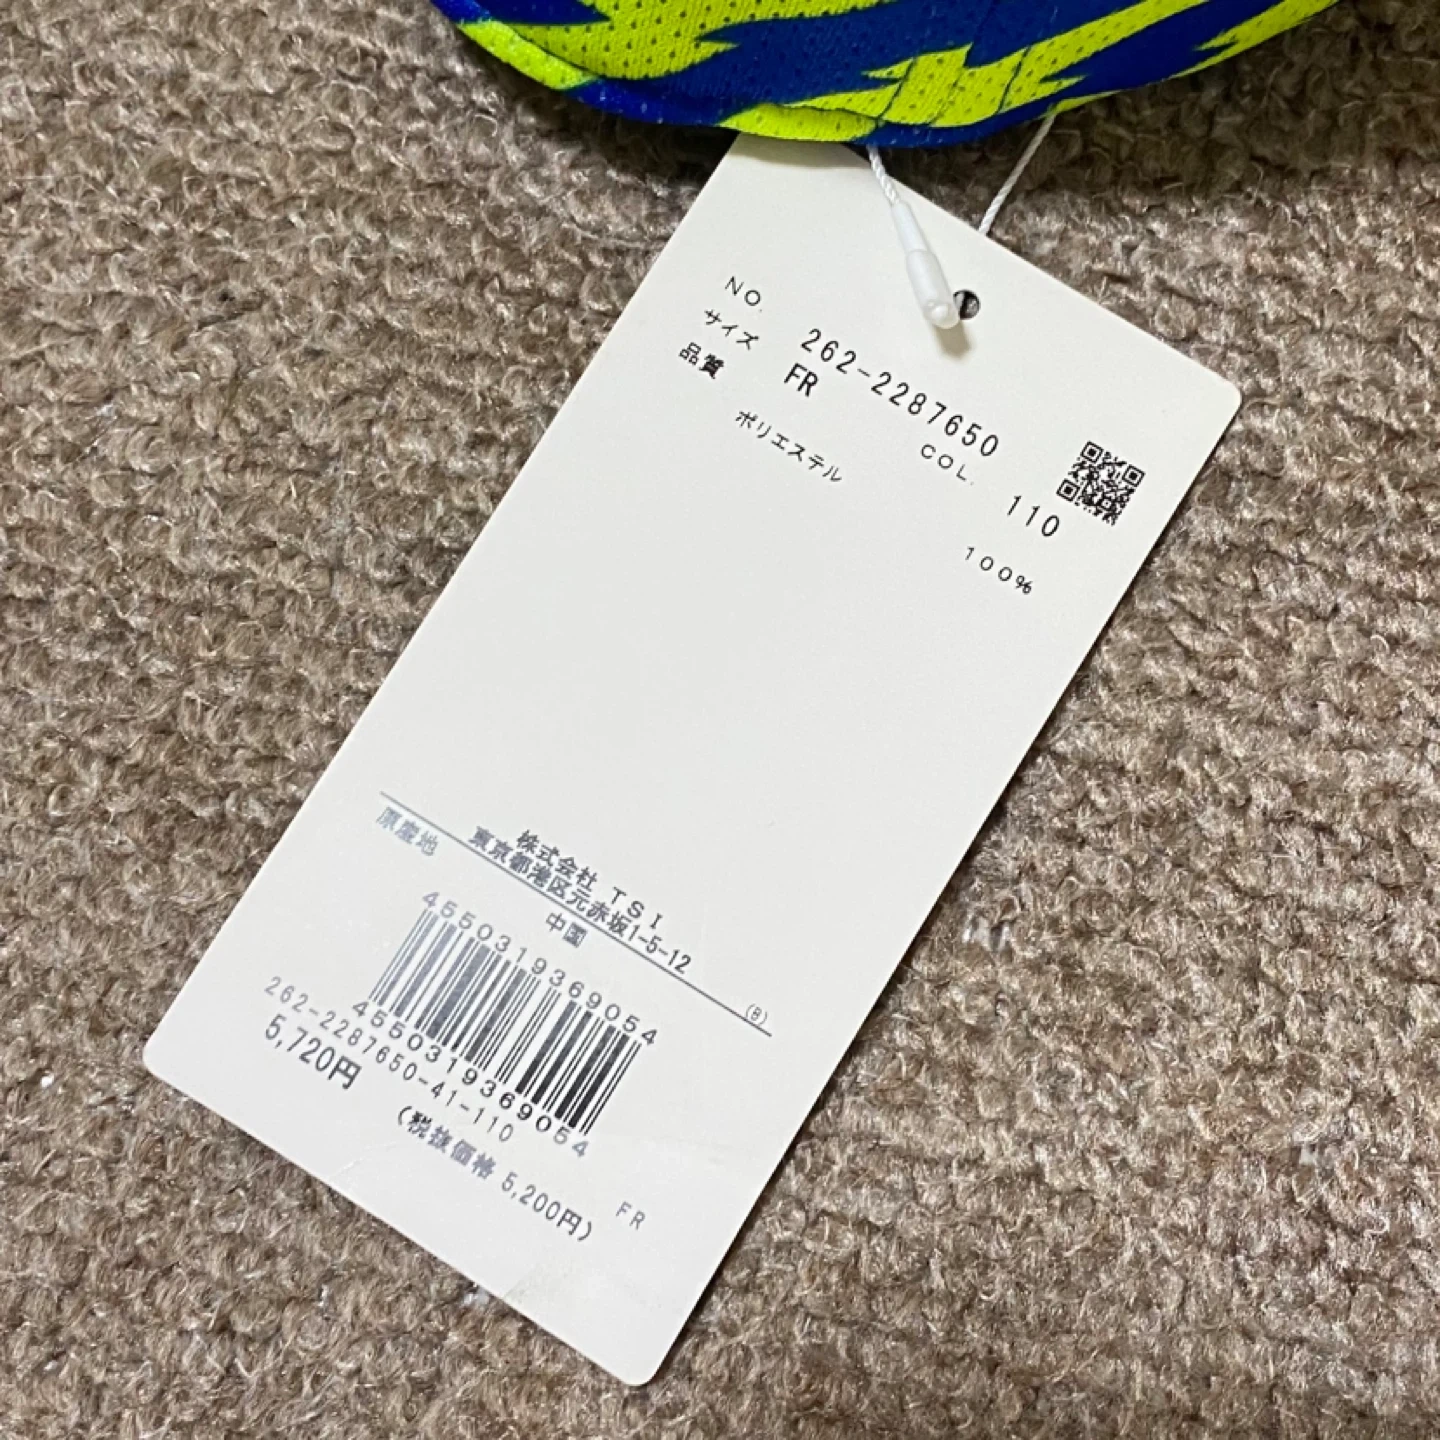 NO. 262-2287650
サイズ FR COL. 110
品質
ポリエステル 100%
株式会社 TSI
東京都港区元赤坂1-5-12
原産地 中国
(B)
4550319369054
4550319369054
262-2287650-41-110 FR
5,720円 (税抜価格 5,200円)